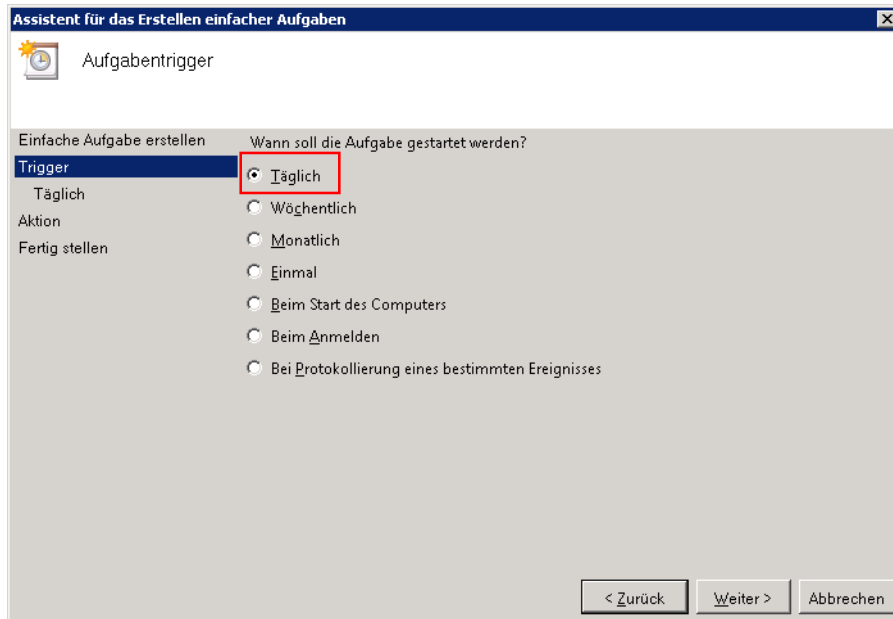 Assistent für das Erstellen einfacher Aufgaben
Aufgabentrigger
Einfache Aufgabe erstellen
Trigger
Täglich
Aktion
Fertig stellen
Wann soll die Aufgabe gestartet werden?
Täglich
Wöchentlich
Monatlich
Einmal
Beim Start des Computers
Beim Anmelden
Bei Protokollierung eines bestimmten Ereignisses
< Zurück
Weiter >
Abbrechen